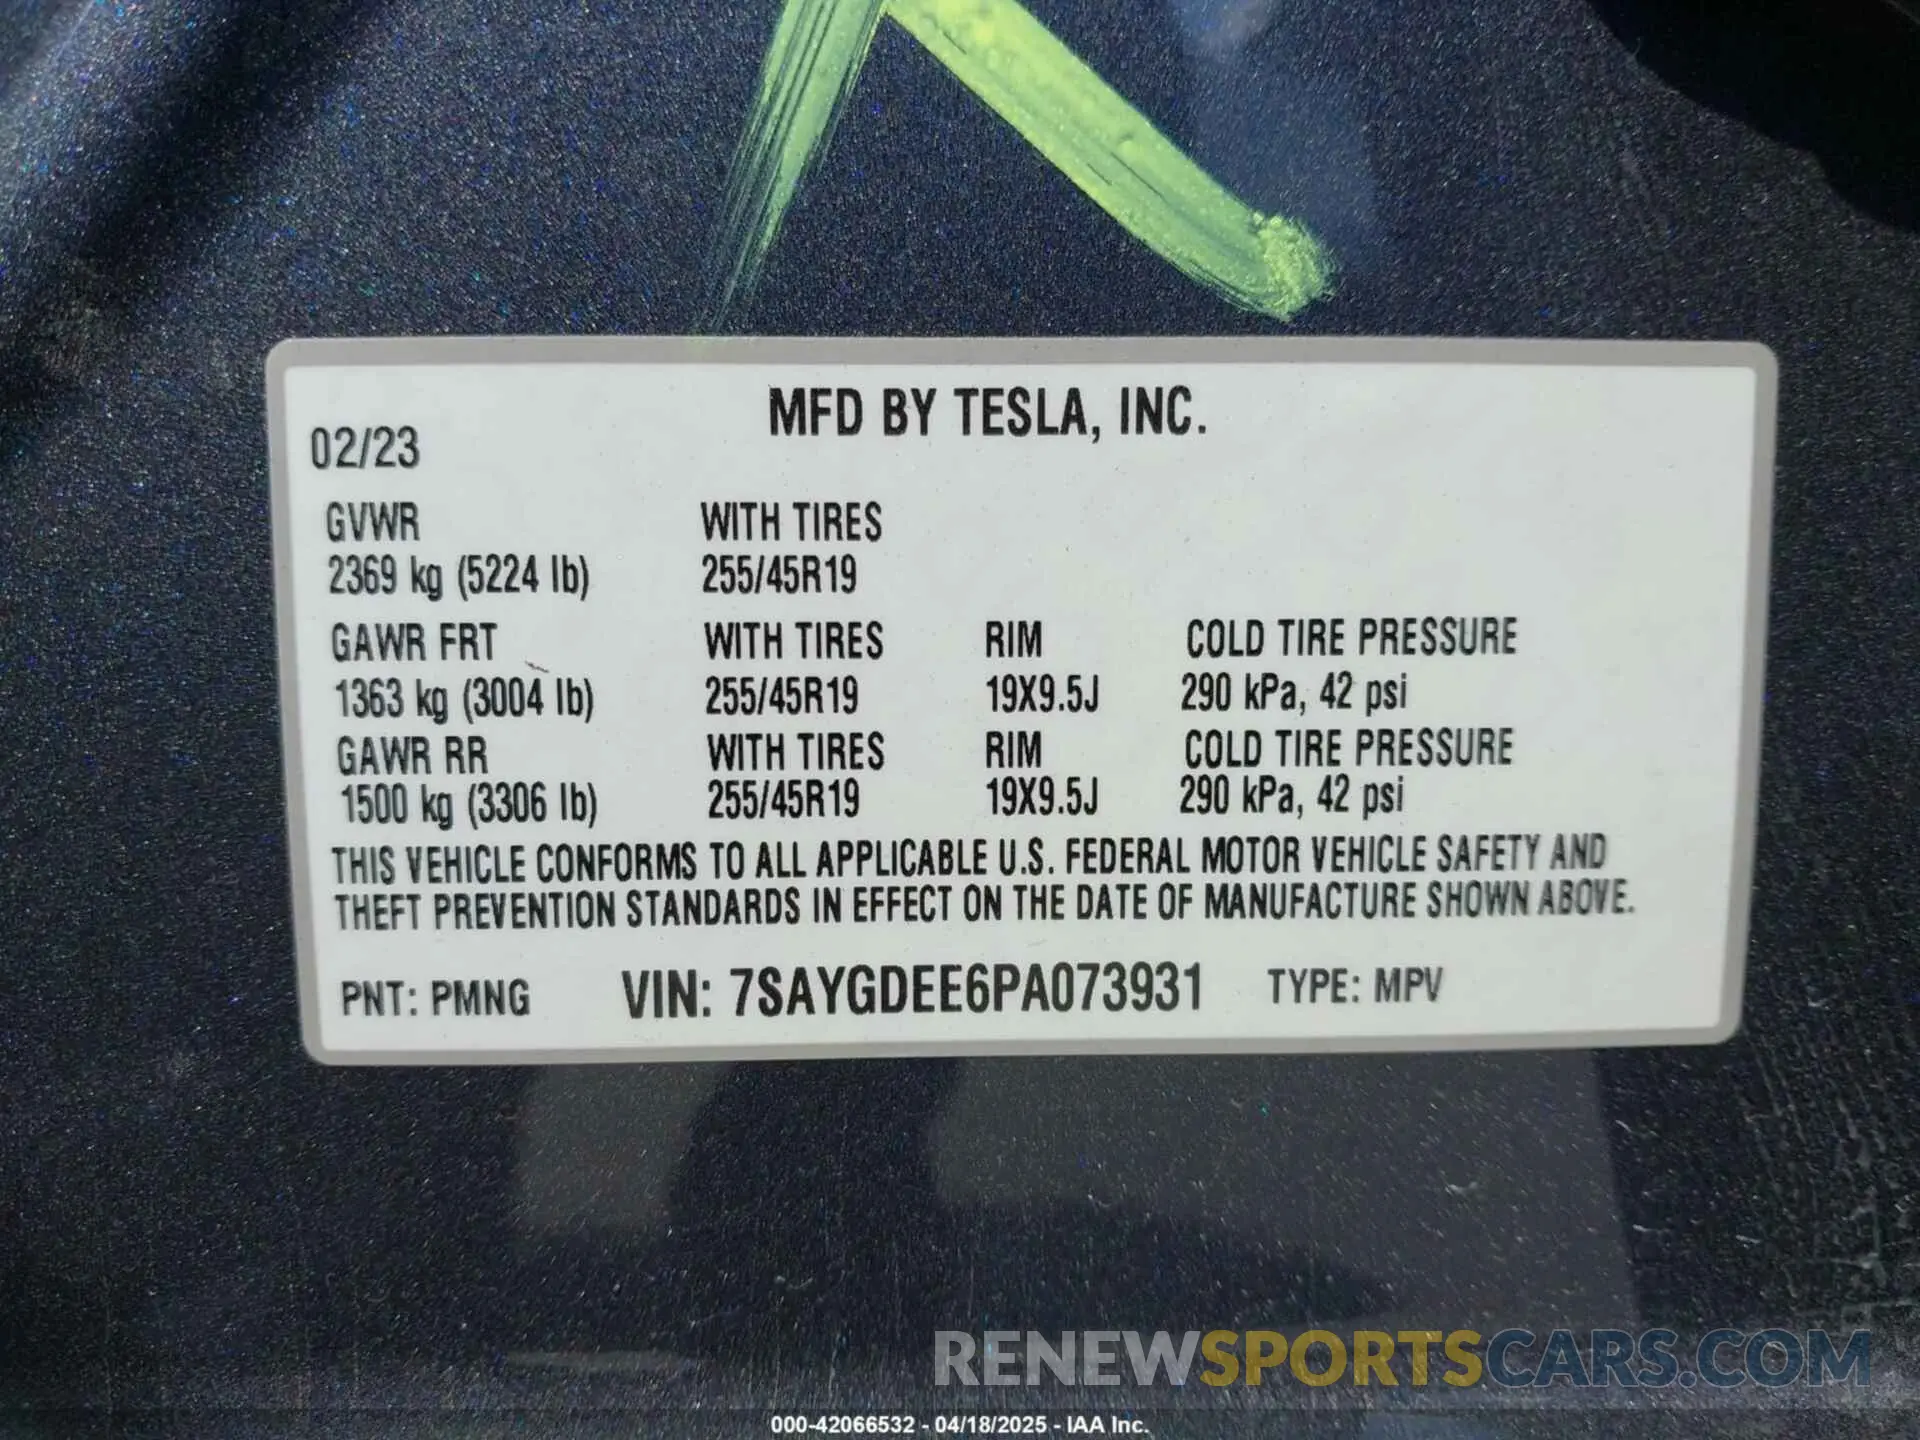 MFD BY TESLA, INC.
02/23
GVWR WITH TIRES
2369 kg (5224 lb) 255/45R19
GAWR FRT WITH TIRES RIM COLD TIRE PRESSURE
1363 kg (3004 lb) 255/45R19 19X9.5J 290 kPa, 42 psi
GAWR RR WITH TIRES RIM COLD TIRE PRESSURE
1500 kg (3306 lb) 255/45R19 19X9.5J 290 kPa, 42 psi
THIS VEHICLE CONFORMS TO ALL APPLICABLE U.S. FEDERAL MOTOR VEHICLE SAFETY AND
THEFT PREVENTION STANDARDS IN EFFECT ON THE DATE OF MANUFACTURE SHOWN ABOVE.
PNT: PMNG VIN: 7SAYGDEE6PA073931 TYPE: MPV
RENEWSPORTSCARS.COM
000-42066532 - 04/18/2025 - IAA Inc.